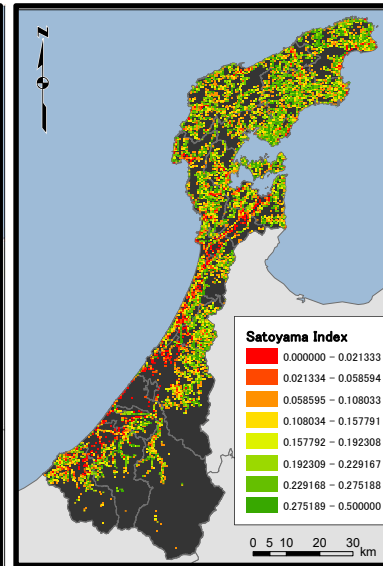 N
Satoyama Index
0.000000 - 0.021333
0.021334 - 0.058594
0.058595 - 0.108033
0.108034 - 0.157791
0.157792 - 0.192308
0.192309 - 0.229167
0.229168 - 0.275188
0.275189 - 0.500000
0 5 10 20 30
km